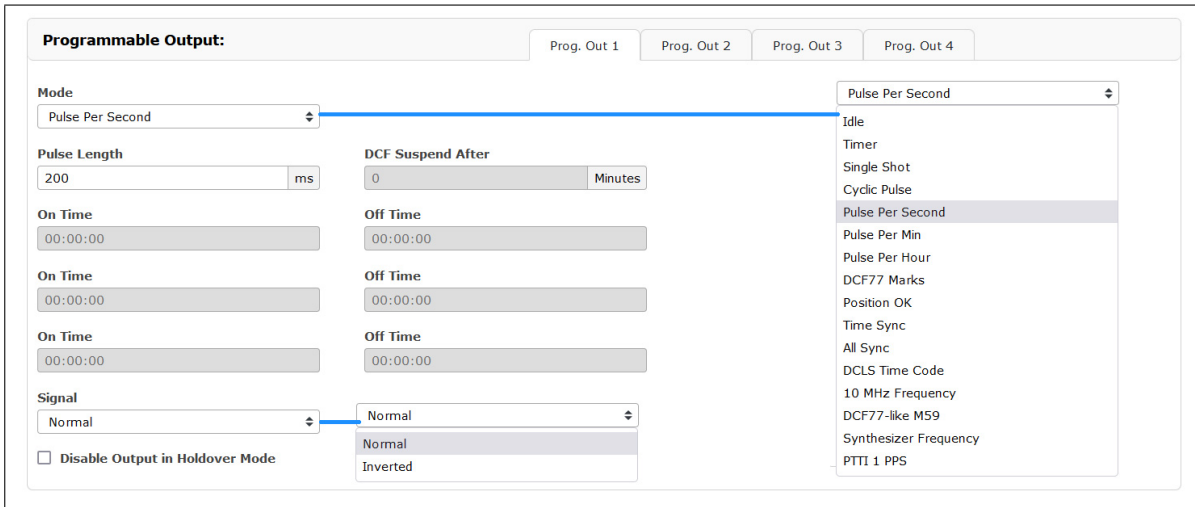 Programmable Output:
Prog. Out 1
Prog. Out 2
Prog. Out 3
Prog. Out 4
Mode
Pulse Per Second
Pulse Length
200 ms
DCF Suspend After
0 Minutes
On Time
00:00:00
Off Time
00:00:00
On Time
00:00:00
Off Time
00:00:00
On Time
00:00:00
Off Time
00:00:00
Signal
Normal
Normal
Normal
Inverted
Disable Output in Holdover Mode
Pulse Per Second
Idle
Timer
Single Shot
Cyclic Pulse
Pulse Per Second
Pulse Per Min
Pulse Per Hour
DCF77 Marks
Position OK
Time Sync
All Sync
DCLS Time Code
10 MHz Frequency
DCF77-like M59
Synthesizer Frequency
PTTI 1 PPS